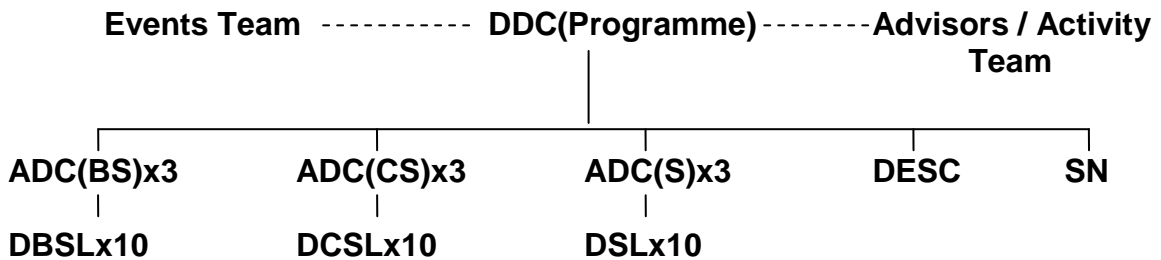 Events Team DDC(Programme) Advisors / Activity
Team
ADC(BS)x3 ADC(CS)x3 ADC(S)x3 DESC SN
DBSLx10 DCSLx10 DSLx10